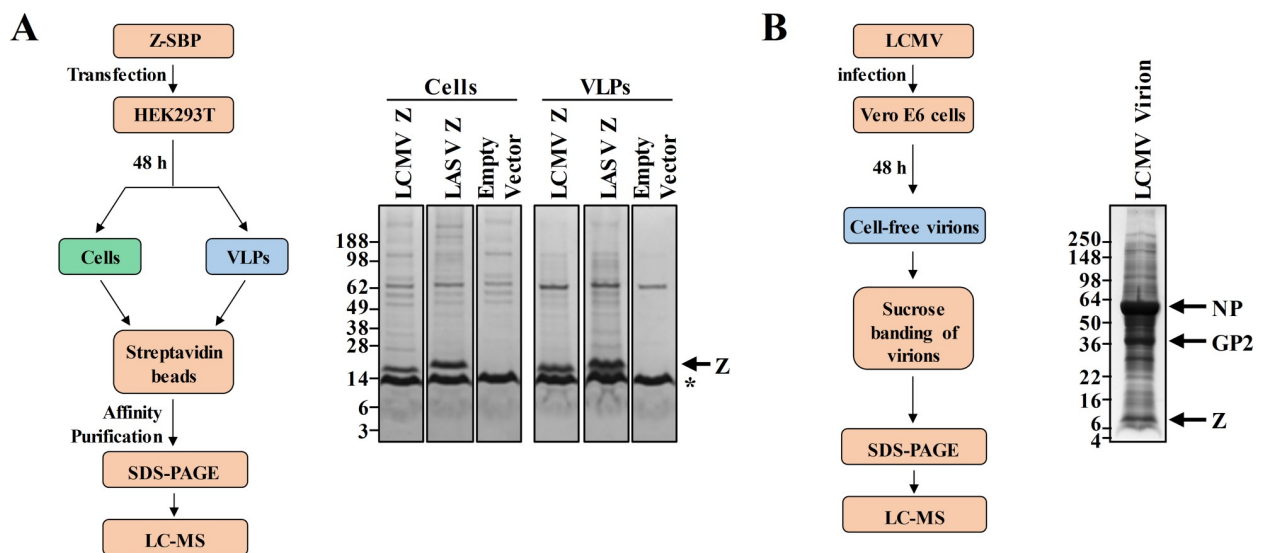 A
Z-SBP
Transfection
HEK293T
48 h
Cells
VLPs
Streptavidin
beads
Affinity
Purification
SDS-PAGE
LC-MS
Cells
VLPs
LCMV Z
LASV Z
Empty
Vector
LCMV Z
LASV Z
Empty
Vector
188
98
62
49
38
28
14
6
3
Z
*
B
LCMV
infection
Vero E6 cells
48 h
Cell-free virions
Sucrose
banding of
virions
SDS-PAGE
LC-MS
LCMV Virion
250
148
98
64
50
36
22
16
6
4
NP
GP2
Z